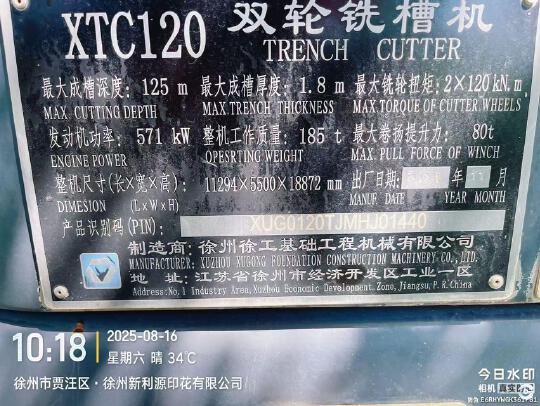 XTC120 双轮铣槽机
TRENCH CUTTER
最大成槽深度: 125 m 最大成槽厚度: 1.8 m 最大铣轮扭矩: 2×120 kN.m
MAX. CUTTING DEPTH MAX. TRENCH THICKNESS MAX. TORQUE OF CUTTER WHEELS
发动机功率: 571 kW 整机工作质量: 185 t 最大卷扬提升力: 80t
ENGINE POWER OPESRTING WEIGHT MAX. PULL FORCE OF WINCH
整机尺寸(长×宽×高): 11294×5500×18872 mm 出厂日期: 年 月
DIMESION (LxWxH) MANUF DATE YEAR MONTH
产品识别码(PIN): XUG0120TJMHJ01440
制造商: 徐州徐工基础工程机械有限公司
MANUFACTURER: XUZHOU XUGONG FOUNDATION CONSTRUCTION MACHINERY CO., LTD.
地 址: 江苏省徐州市经济开发区工业一区
Address: No.1 Industry Area, Xuzhou Economic Development Zone, Jiangsu, P.R. China
10:18 2025-08-16
星期六 晴 34℃
徐州市贾汪区·徐州新利源印花有限公司
今日水印
相机